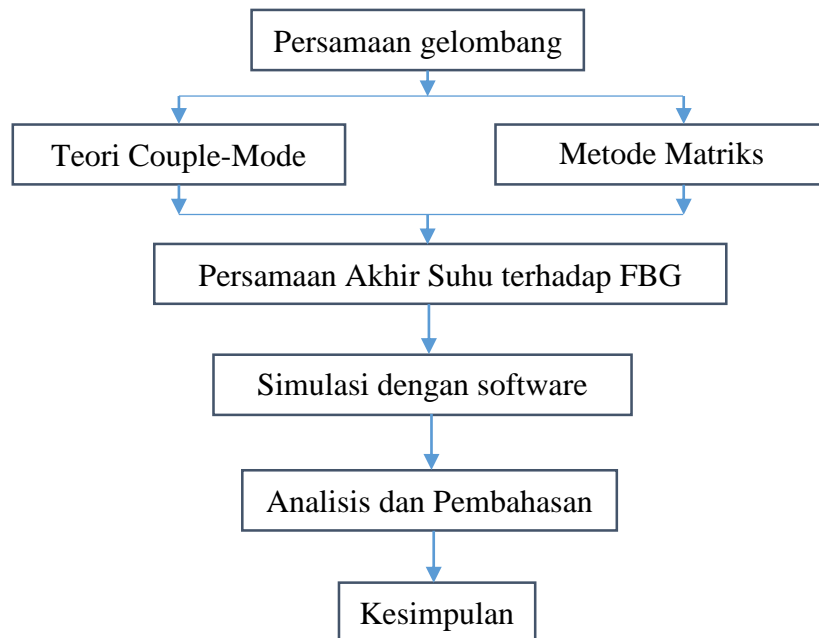 Persamaan gelombang
Teori Couple-Mode
Metode Matriks
Persamaan Akhir Suhu terhadap FBG
Simulasi dengan software
Analisis dan Pembahasan
Kesimpulan